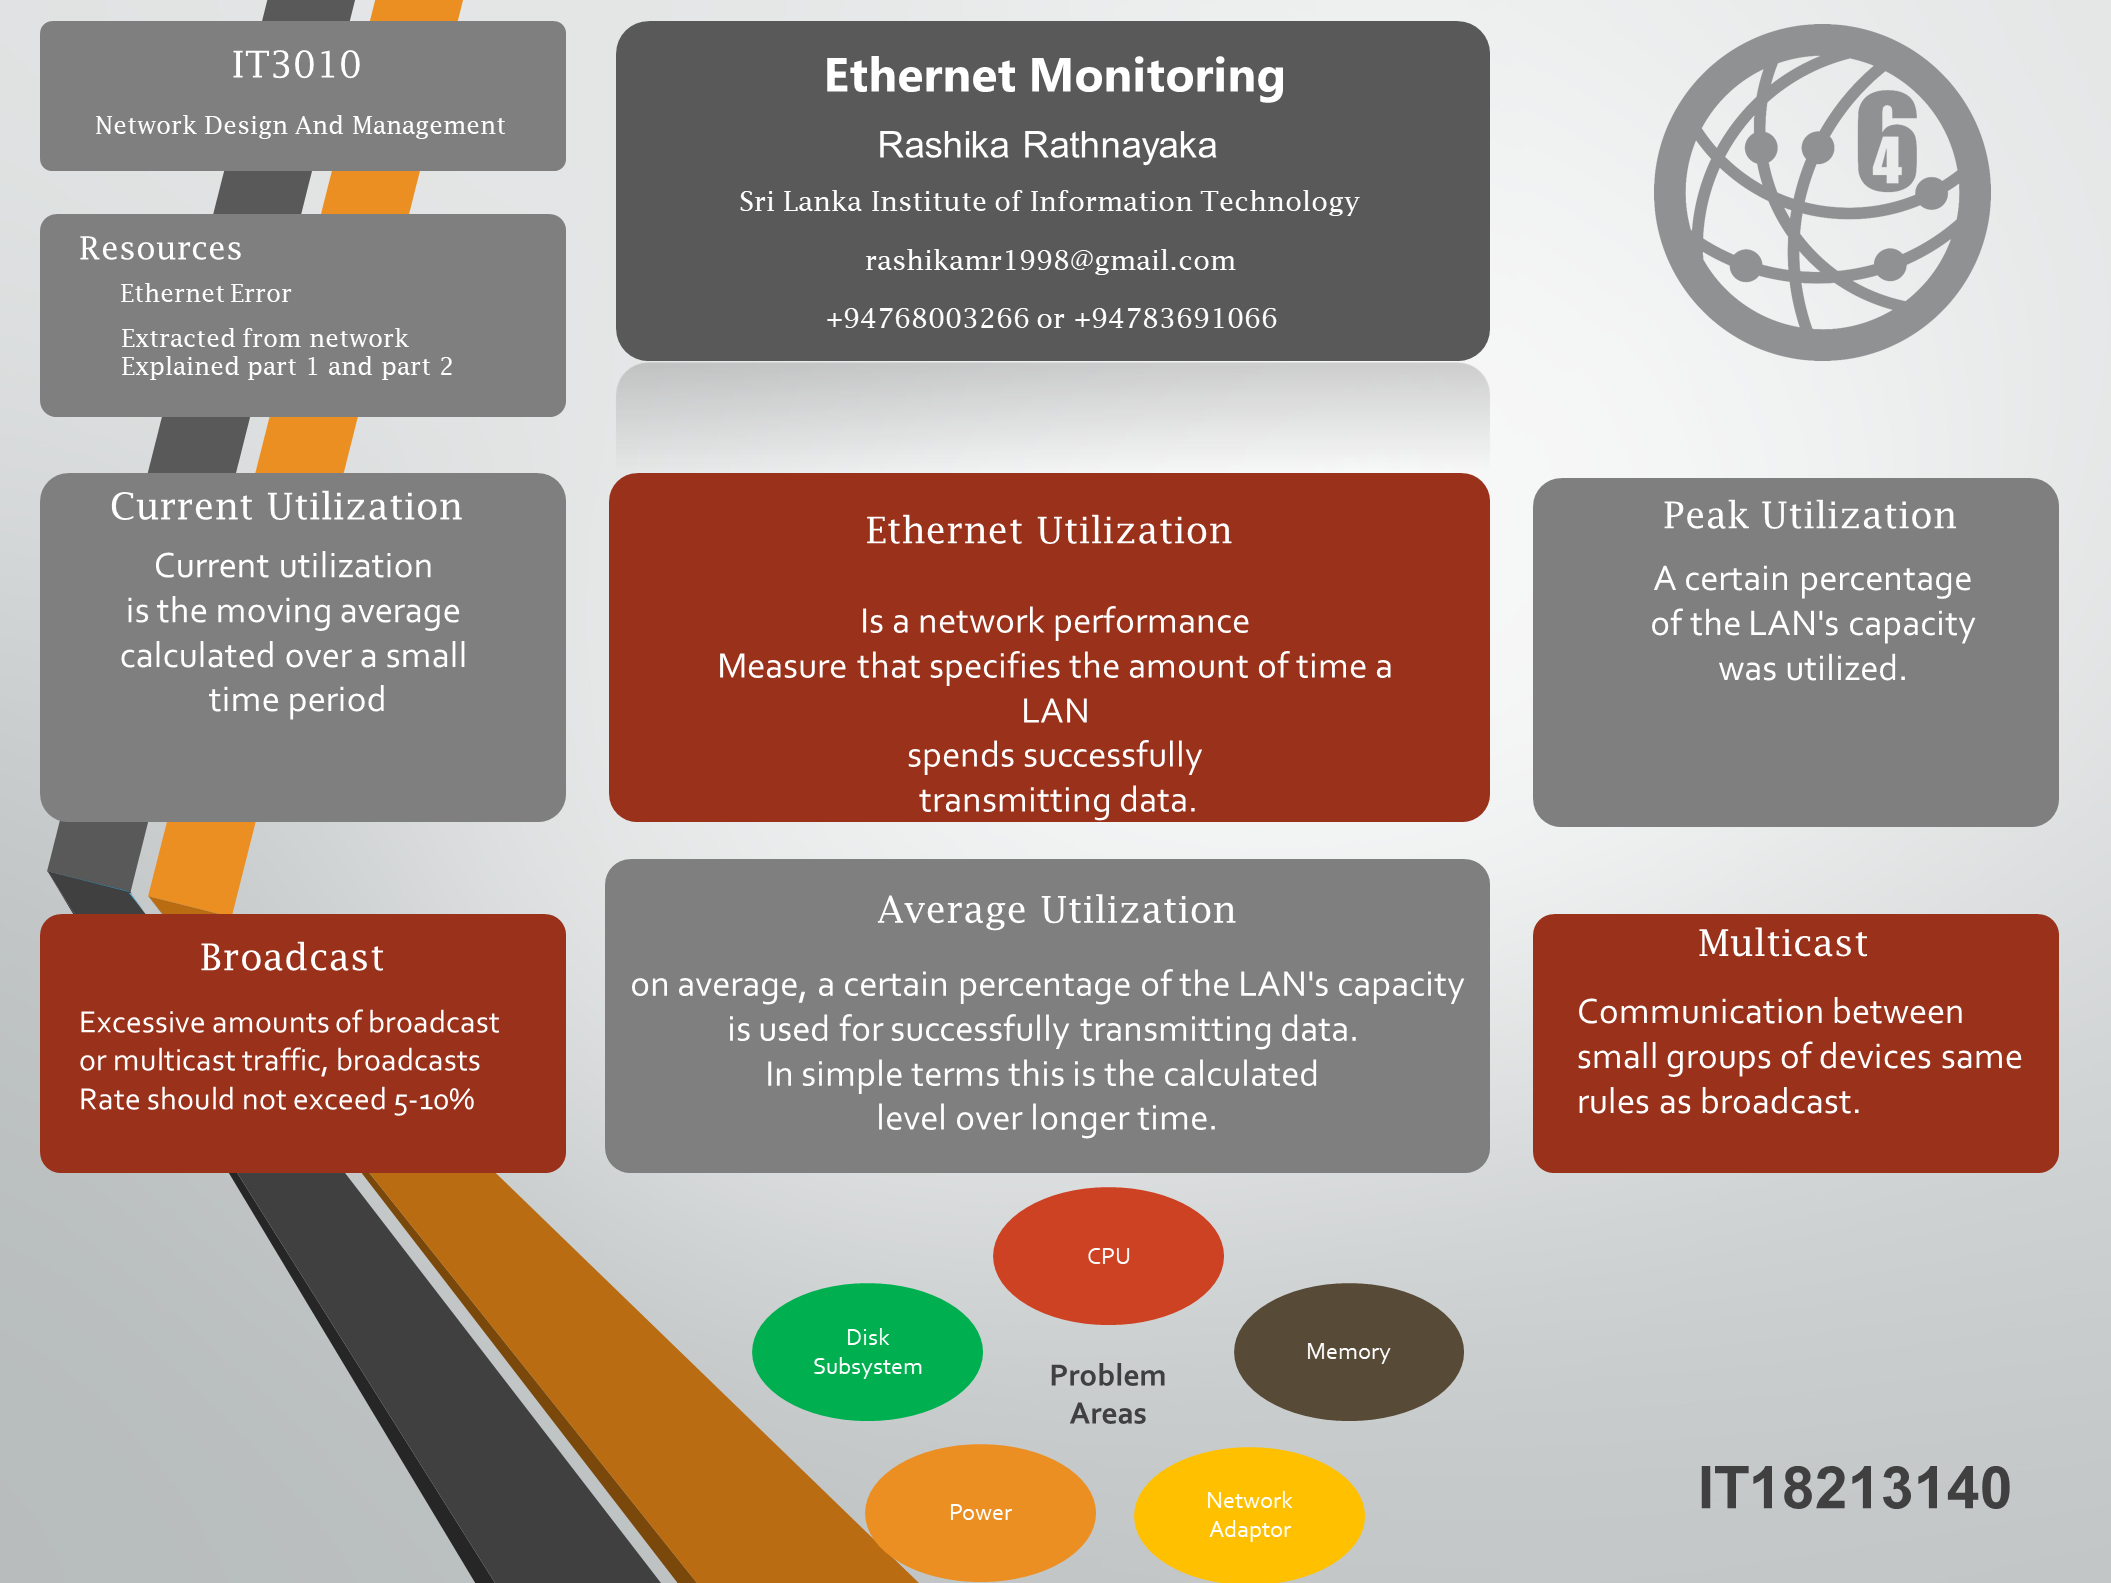 IT3010
Network Design And Management
Ethernet Monitoring
Rashika Rathnayaka
Sri Lanka Institute of Information Technology
rashikamr1998@gmail.com
+94768003266 or +94783691066
6
4
Resources
Ethernet Error
Extracted from network
Explained part 1 and part 2
Current Utilization
Current utilization
is the moving average
calculated over a small
time period
Ethernet Utilization
Is a network performance
Measure that specifies the amount of time a
LAN
spends successfully
transmitting data.
Peak Utilization
A certain percentage
of the LAN's capacity
was utilized.
Broadcast
Excessive amounts of broadcast
or multicast traffic, broadcasts
Rate should not exceed 5-10%
Average Utilization
on average, a certain percentage of the LAN's capacity
is used for successfully transmitting data.
In simple terms this is the calculated
level over longer time.
Multicast
Communication between
small groups of devices same
rules as broadcast.
CPU
Disk
Subsystem
Memory
Problem
Areas
Power
Network
Adaptor
IT18213140